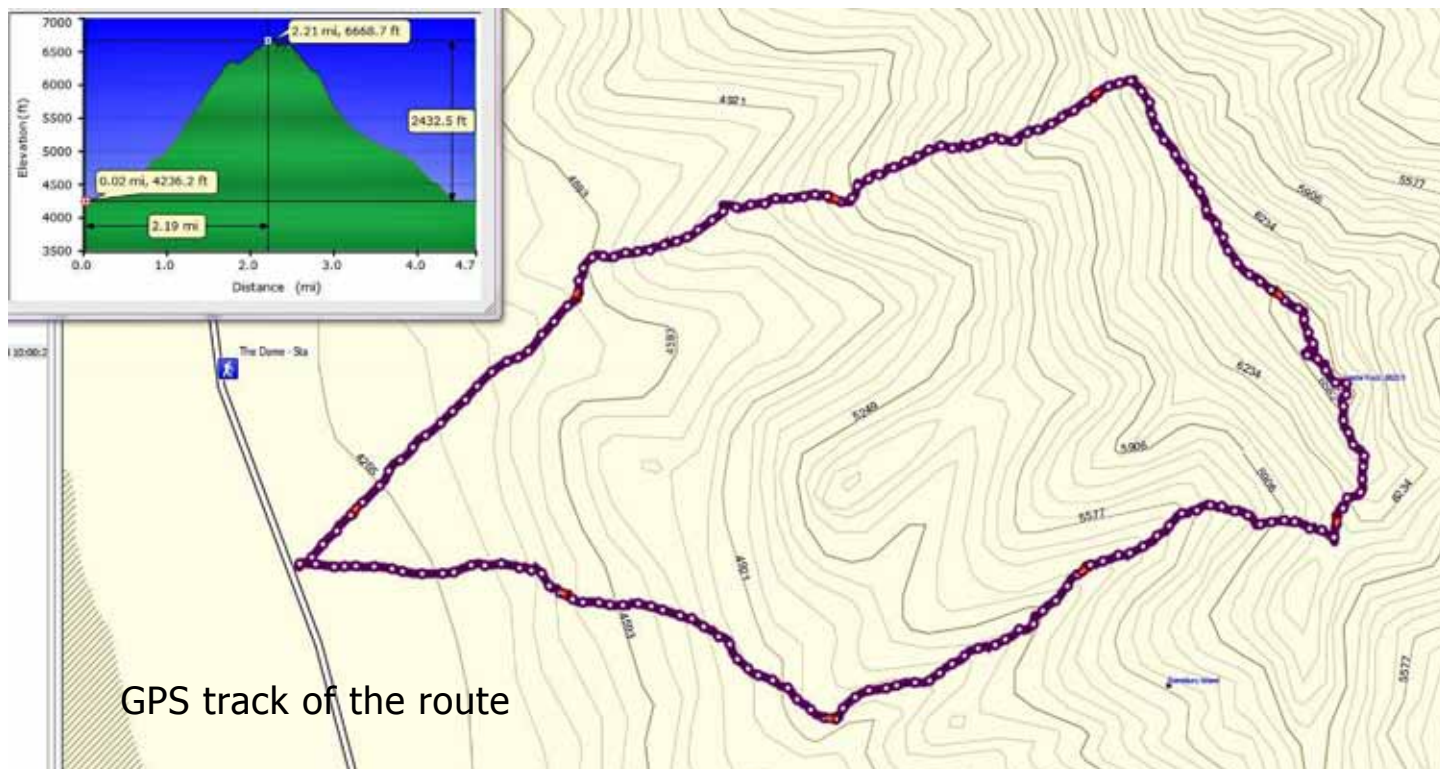 7000
6500
6000
5500
5000
4500
4000
3500
Elevation (ft)
2.21 mi, 6668.7 ft
2432.5 ft
0.02 mi, 4236.2 ft
2.19 mi
0.0 1.0 2.0 3.0 4.0 4.7
Distance (mi)
4921
4593
5577
5906
6234
The Dome - Sta
6234
5249
4265
5906
5906
6234
5577
4593
5577
GPS track of the route